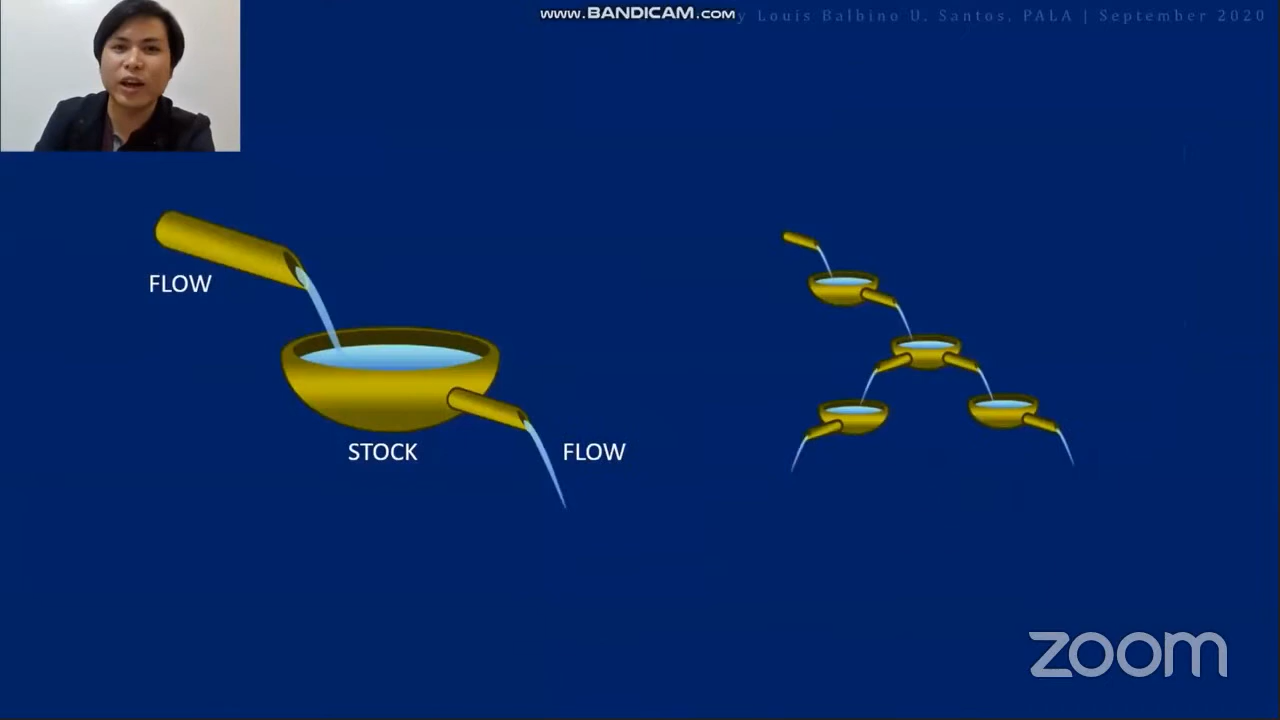 www.BANDICAM.com
y Louis Balbino U. Santos, PALA | September 2020
FLOW
STOCK
FLOW
zoom